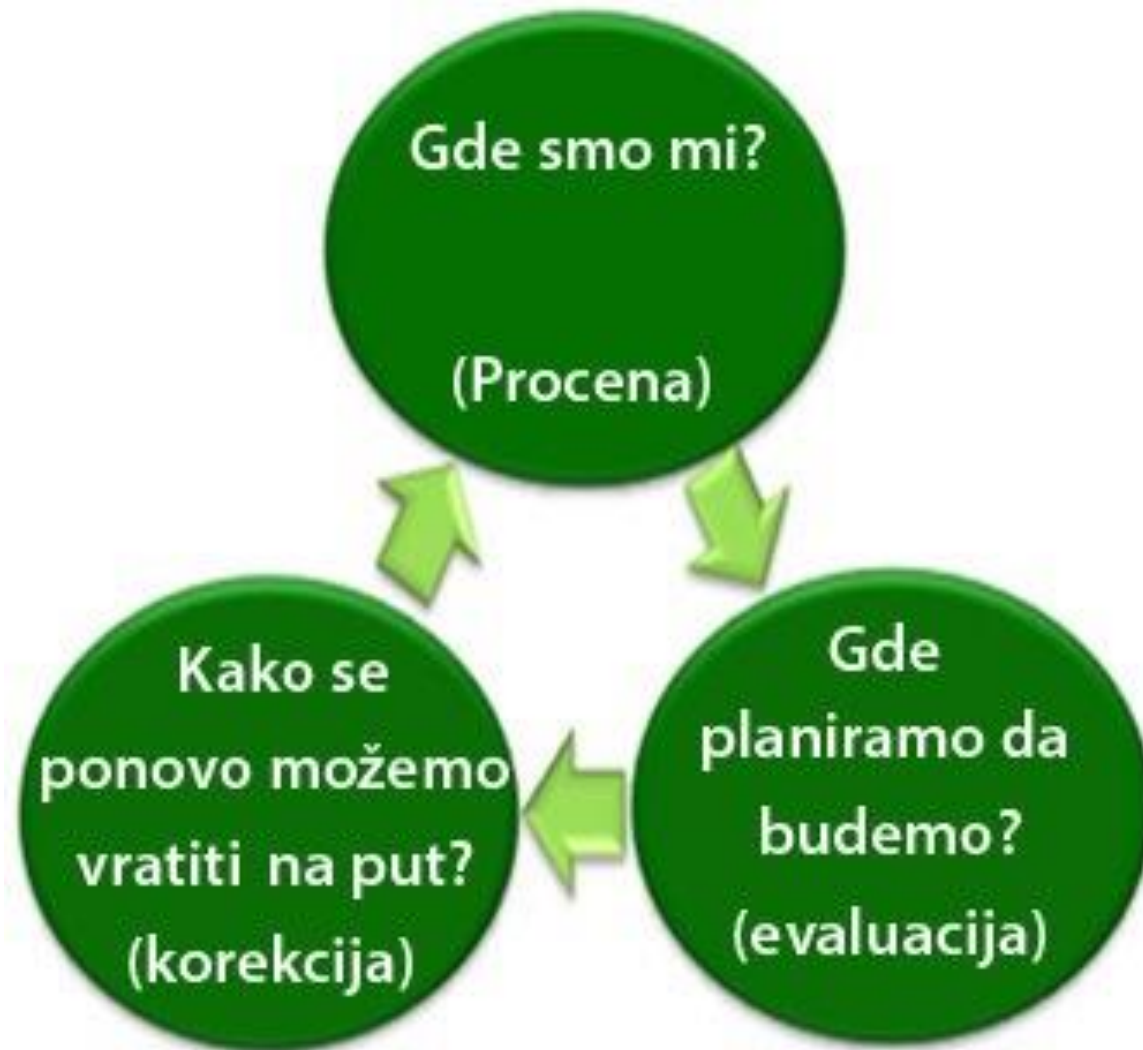 Gde smo mi?
(Procena)
Gde
planiramo da
budemo?
(evaluacija)
Kako se
ponovo možemo
vratiti na put?
(korekcija)